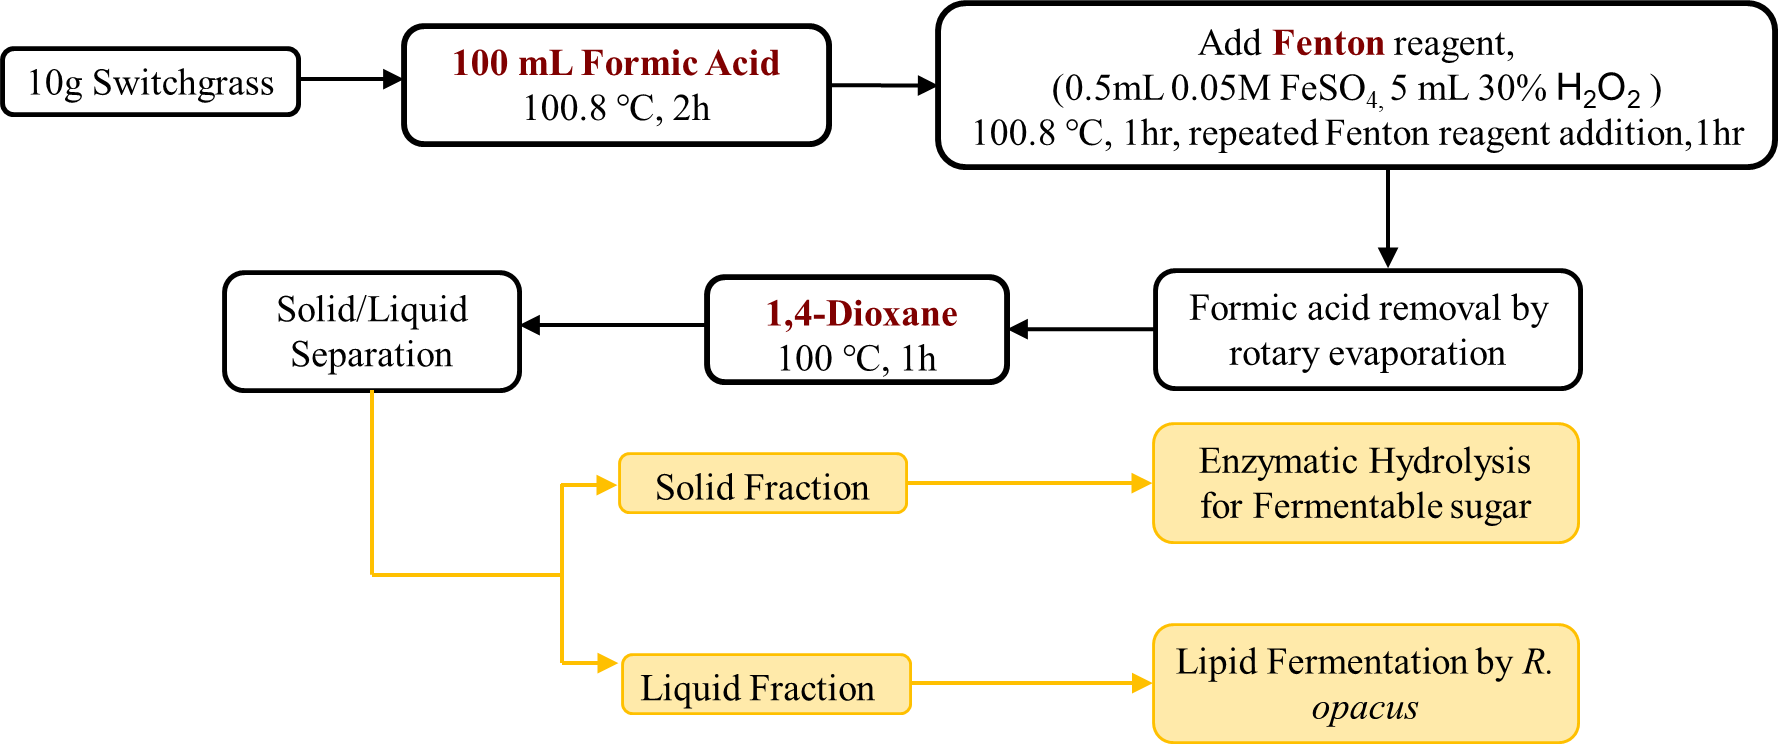 10g Switchgrass
100 mL Formic Acid
100.8 ℃, 2h
Add Fenton reagent,
(0.5mL 0.05M FeSO₄, 5 mL 30% H₂O₂ )
100.8 ℃, 1hr, repeated Fenton reagent addition,1hr
Solid/Liquid
Separation
1,4-Dioxane
100 ℃, 1h
Formic acid removal by
rotary evaporation
Solid Fraction
Enzymatic Hydrolysis
for Fermentable sugar
Liquid Fraction
Lipid Fermentation by R.
opacus